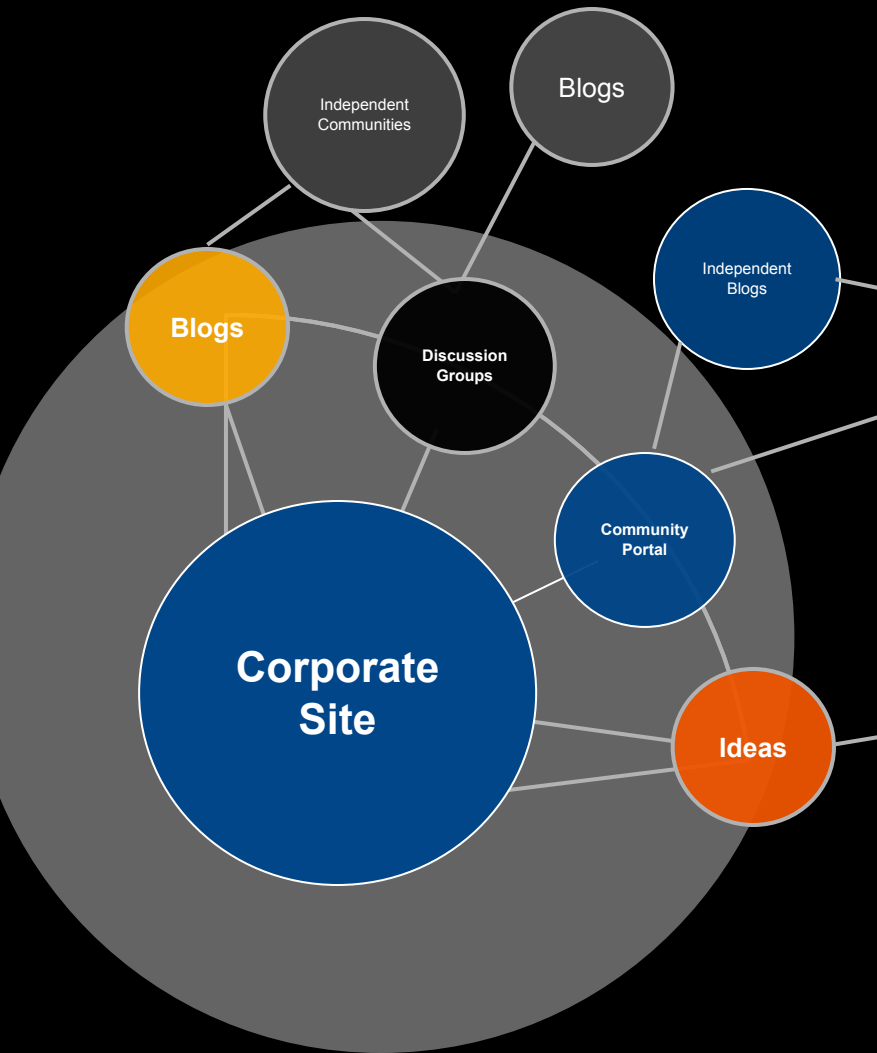 Independent
Communities
Blogs
Independent
Blogs
Blogs
Discussion
Groups
Community
Portal
Corporate
Site
Ideas